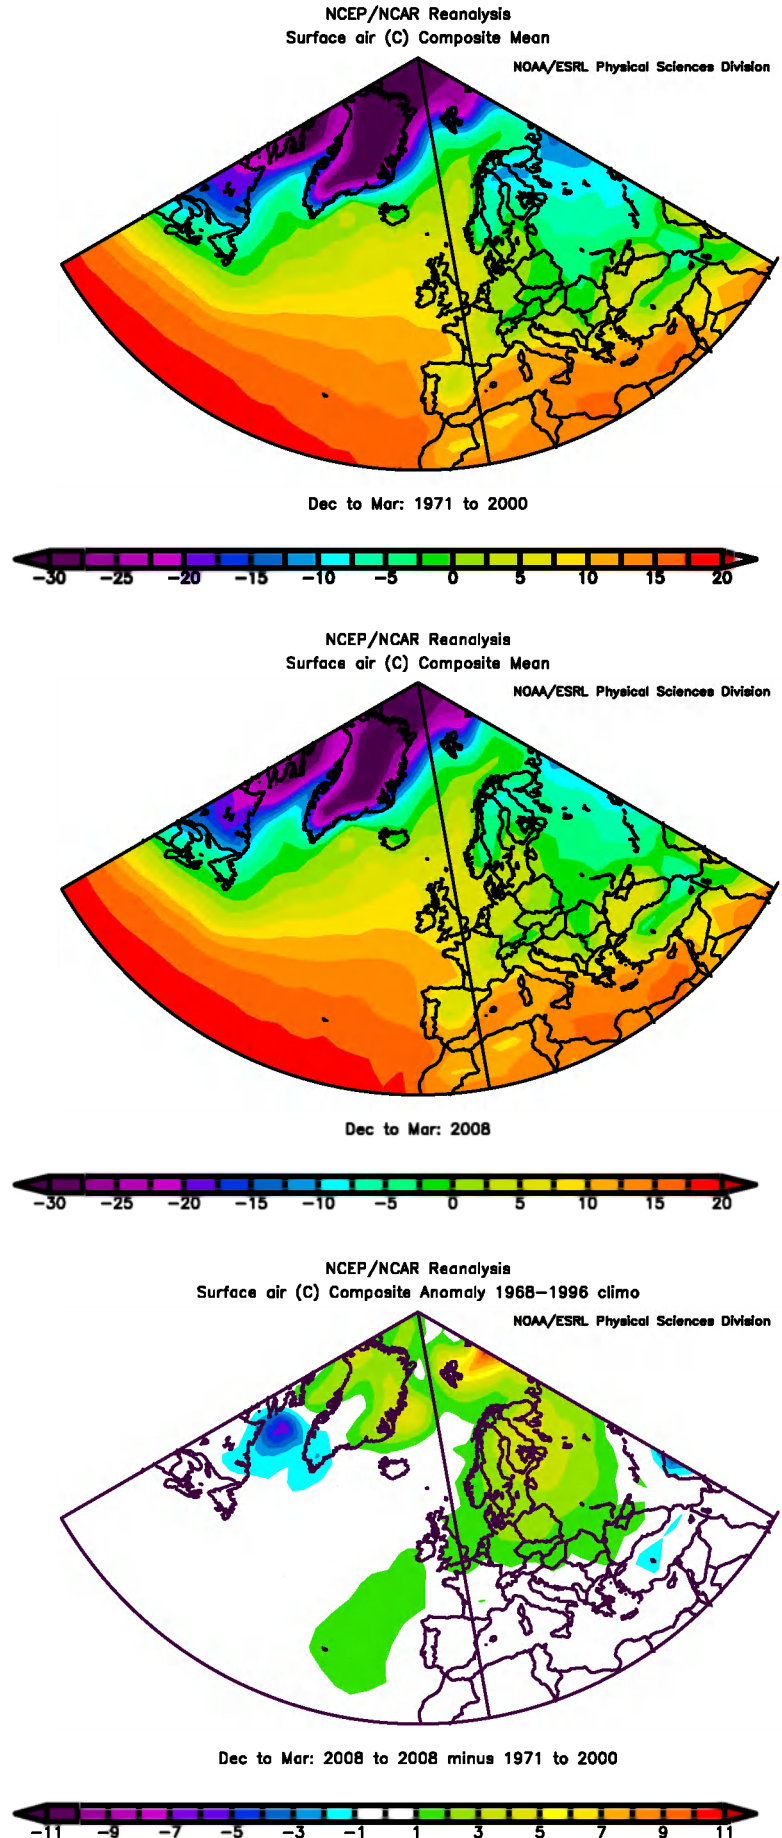 NCEP/NCAR Reanalysis
Surface air (C) Composite Mean
NOAA/ESRL Physical Sciences Division
Dec to Mar: 1971 to 2000
-30 -25 -20 -15 -10 -5 0 5 10 15 20
NCEP/NCAR Reanalysis
Surface air (C) Composite Mean
NOAA/ESRL Physical Sciences Division
Dec to Mar: 2008
-30 -25 -20 -15 -10 -5 0 5 10 15 20
NCEP/NCAR Reanalysis
Surface air (C) Composite Anomaly 1968-1996 climo
NOAA/ESRL Physical Sciences Division
Dec to Mar: 2008 to 2008 minus 1971 to 2000
-11 -9 -7 -5 -3 -1 1 3 5 7 9 11